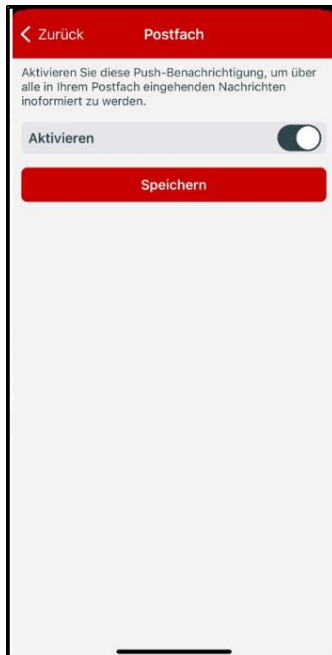 Zurück
Postfach
Aktivieren Sie diese Push-Benachrichtigung, um über
alle in Ihrem Postfach eingehenden Nachrichten
inoformiert zu werden.
Aktivieren
Speichern